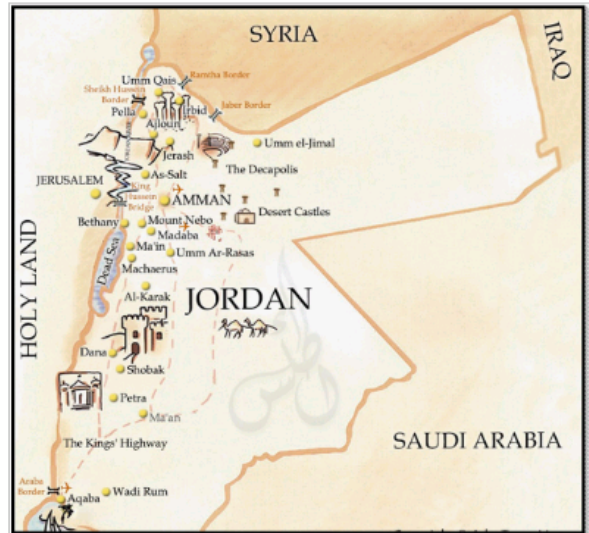 SYRIA
IRAQ
Umm Qais
Ramtha Border
Sheikh Hussein
Border
Irbid
Jaber Border
Pella
Ajloun
Umm el-Jimal
Jerash
The Decapolis
As-Salt
JERUSALEM
King
Hussein
Bridge
AMMAN
Desert Castles
Bethany
Mount Nebo
Madaba
Ma'in
Umm Ar-Rasas
Dead Sea
Machaerus
HOLY LAND
Al-Karak
JORDAN
Dana
Shobak
Petra
Ma'an
The Kings' Highway
SAUDI ARABIA
Araba
Border
Aqaba
Wadi Rum